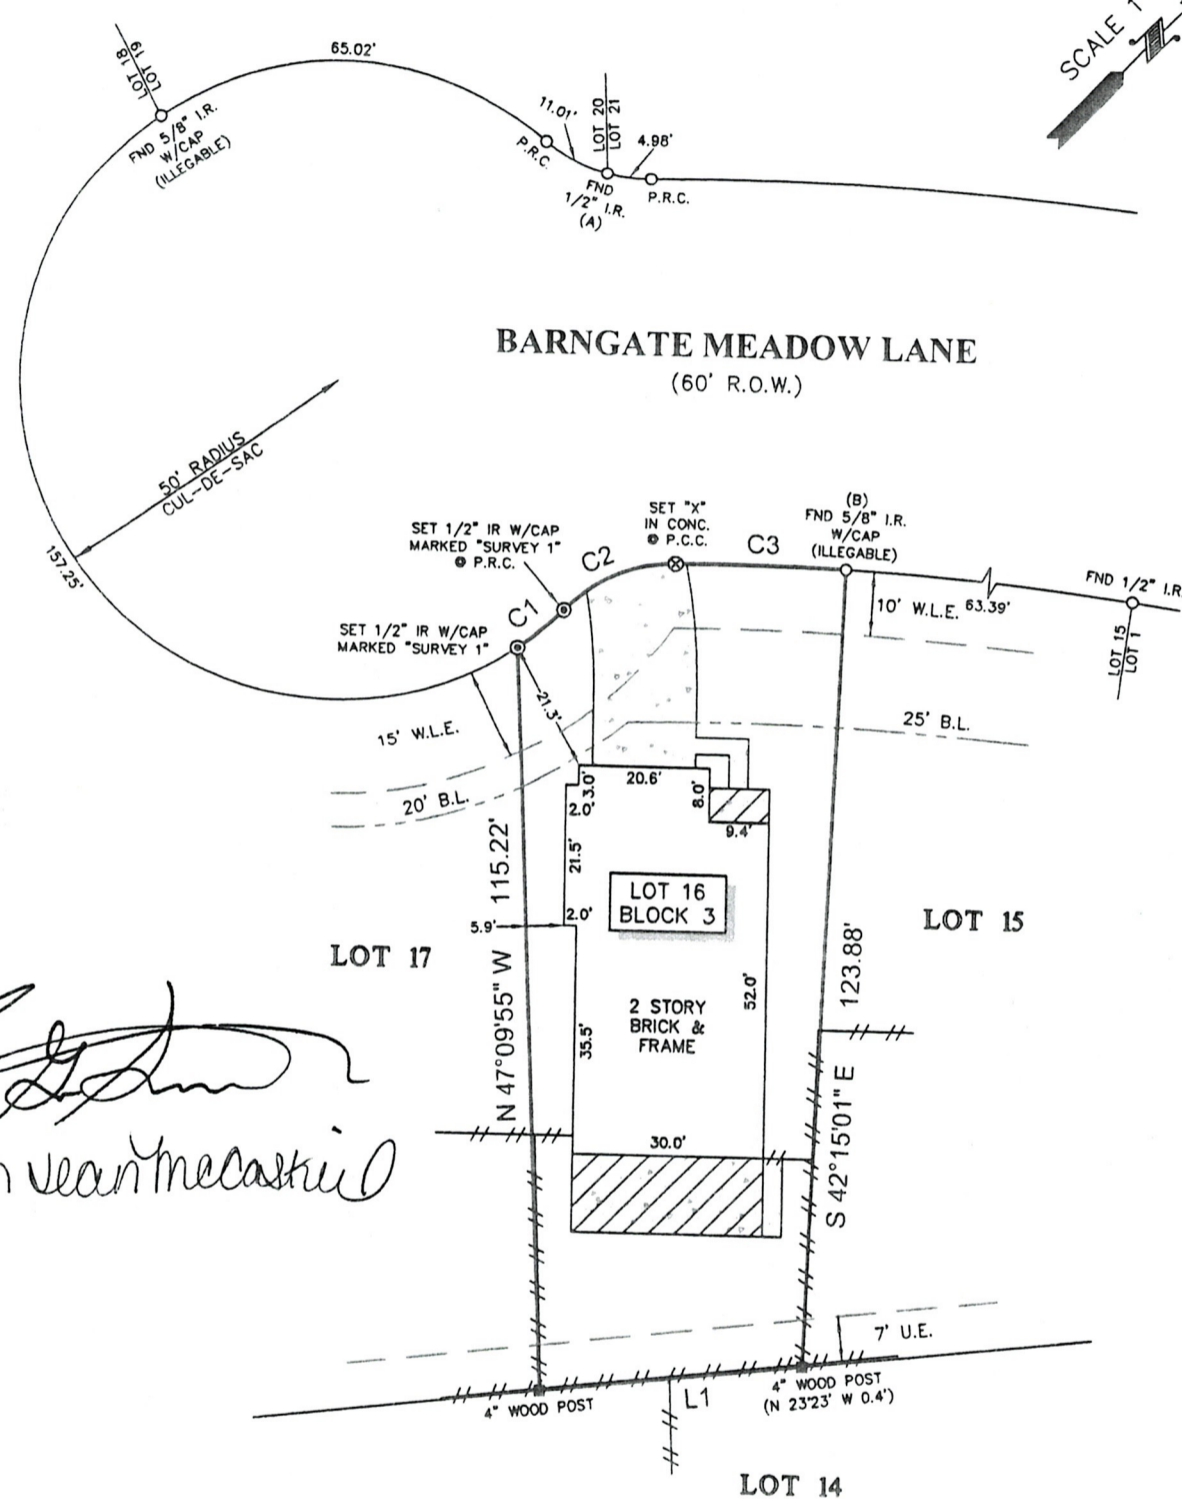 SCALE 1
LOT 18
LOT 19
65.02'
FND 5/8" I.R.
W/CAP
(ILLEGABLE)
11.01'
P.R.C.
LOT 20
LOT 21
4.98'
FND
1/2" I.R.
(A)
P.R.C.
BARNGATE MEADOW LANE
(60' R.O.W.)
50' RADIUS
CUL-DE-SAC
157.25'
SET 1/2" IR W/CAP
MARKED "SURVEY 1"
@ P.R.C.
C2
SET "X"
IN CONC.
@ P.C.C.
C3
(B)
FND 5/8" I.R.
W/CAP
(ILLEGABLE)
FND 1/2" I.R.
10' W.L.E.
63.39'
LOT 15
LOT 1
C1
SET 1/2" IR W/CAP
MARKED "SURVEY 1"
21.3'
15' W.L.E.
25' B.L.
20' B.L.
3.0'
20.6'
2.0'
8.0'
9.4'
21.5'
2.0'
5.9'
LOT 16
BLOCK 3
LOT 15
LOT 17
N 47°09'55" W 115.22'
35.5'
2 STORY
BRICK &
FRAME
52.0'
S 42°15'01" E 123.88'
30.0'
7' U.E.
4" WOOD POST
L1
4" WOOD POST
(N 23°23' W 0.4')
LOT 14